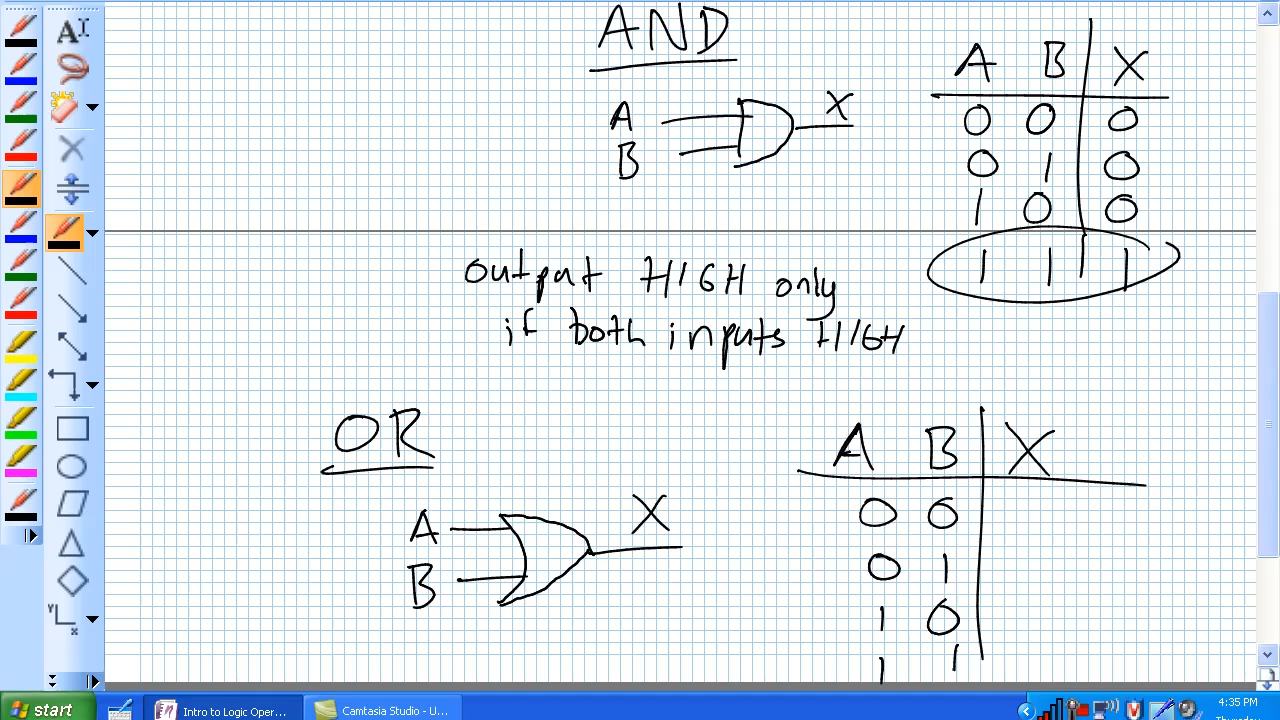 AND
A B X
A X
B
0 0 0
0 1 0
1 0 0
1 1 1
output HIGH only
if both inputs HIGH
OR
A B X
A X
B
0 0
0 1
1 0
1 1
start
Intro to Logic Oper...
Camtasia Studio - U...
4:35 PM
Thursday